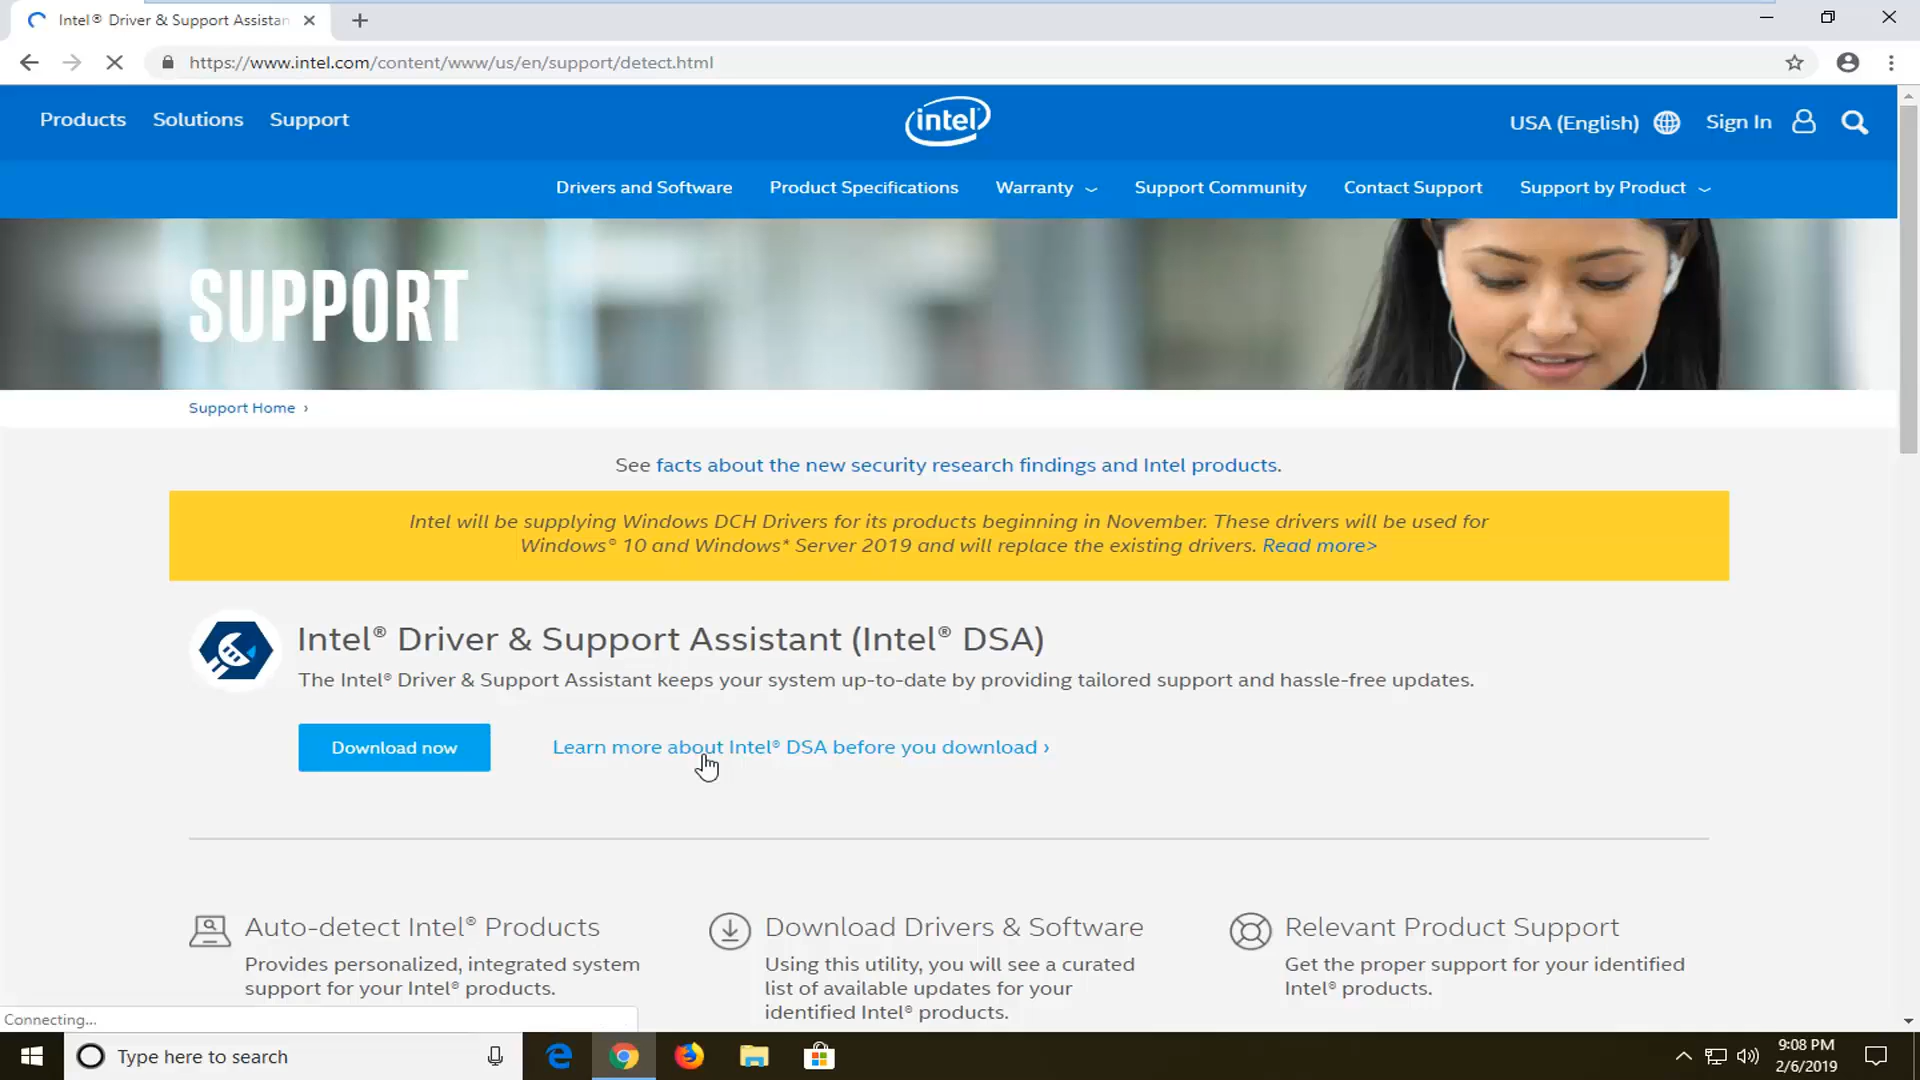 Intel® Driver & Support Assistan
https://www.intel.com/content/www/us/en/support/detect.html
Products Solutions Support
intel
USA (English) Sign In
Drivers and Software Product Specifications Warranty Support Community Contact Support Support by Product
SUPPORT
Support Home ›
See facts about the new security research findings and Intel products.
Intel will be supplying Windows DCH Drivers for its products beginning in November. These drivers will be used for
Windows® 10 and Windows* Server 2019 and will replace the existing drivers. Read more>
Intel® Driver & Support Assistant (Intel® DSA)
The Intel® Driver & Support Assistant keeps your system up-to-date by providing tailored support and hassle-free updates.
Download now
Learn more about Intel® DSA before you download ›
Auto-detect Intel® Products
Provides personalized, integrated system
support for your Intel® products.
Download Drivers & Software
Using this utility, you will see a curated
list of available updates for your
identified Intel® products.
Relevant Product Support
Get the proper support for your identified
Intel® products.
Connecting...
Type here to search
9:08 PM
2/6/2019